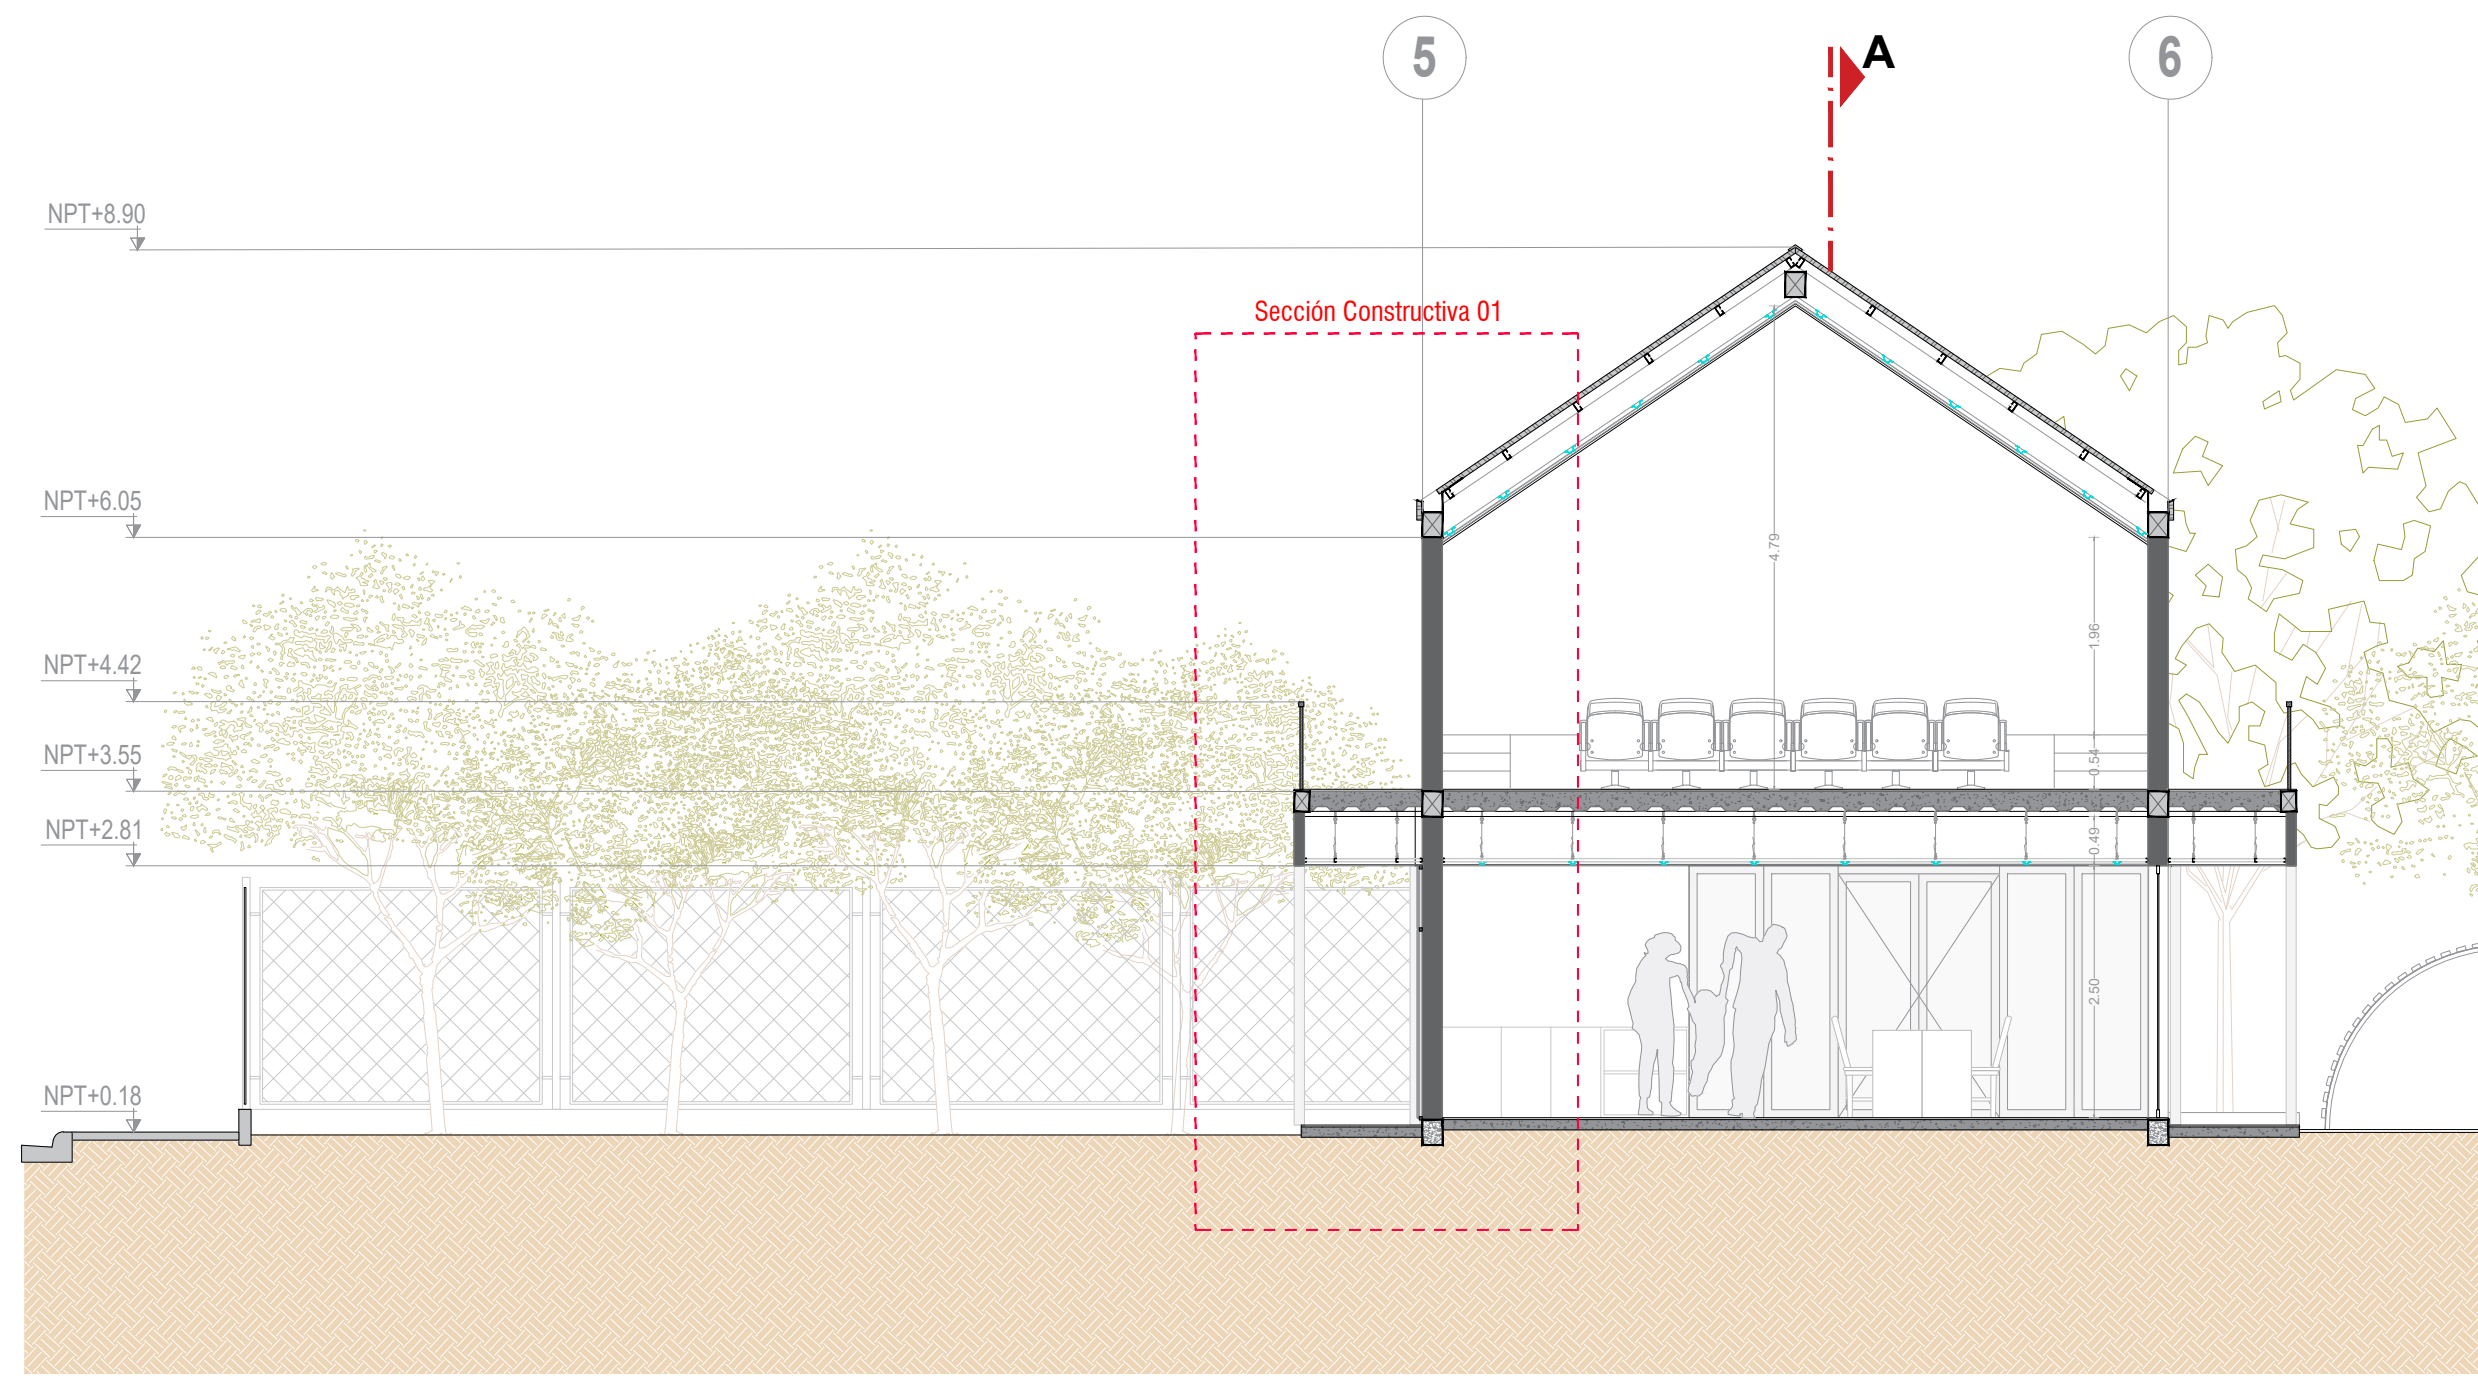 5
A
6
NPT+8.90
Sección Constructiva 01
NPT+6.05
4.79
1.96
NPT+4.42
NPT+3.55
0.54
NPT+2.81
0.49
2.50
NPT+0.18